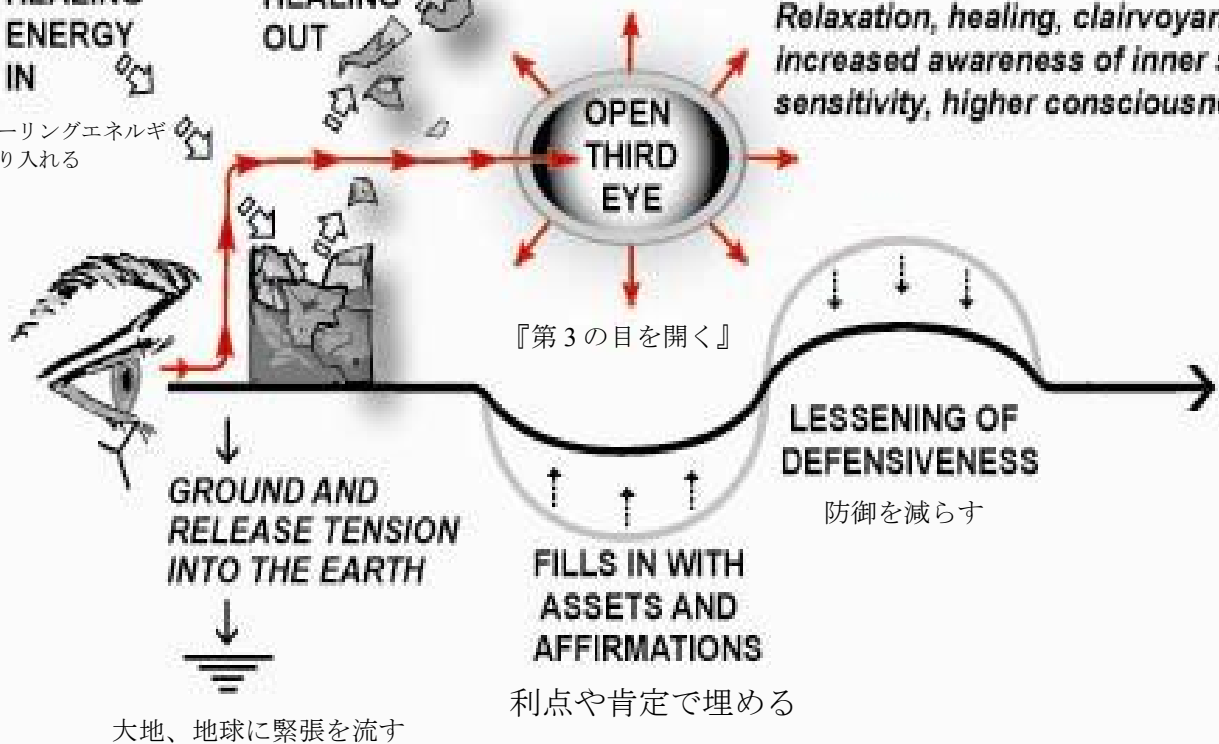 ENERGY
IN
ーリングエネルギ
り入れる
HEALING
OUT
Relaxation, healing,
increased awareness of inner
sensitivity, higher
OPEN
THIRD
EYE
『第3の目を開く』
LESSENING OF
DEFENSIVENESS
防御を減らす
GROUND AND
RELEASE TENSION
INTO THE EARTH
大地、地球に緊張を流す
FILLS IN WITH
ASSETS AND
AFFIRMATIONS
利点や肯定で埋める